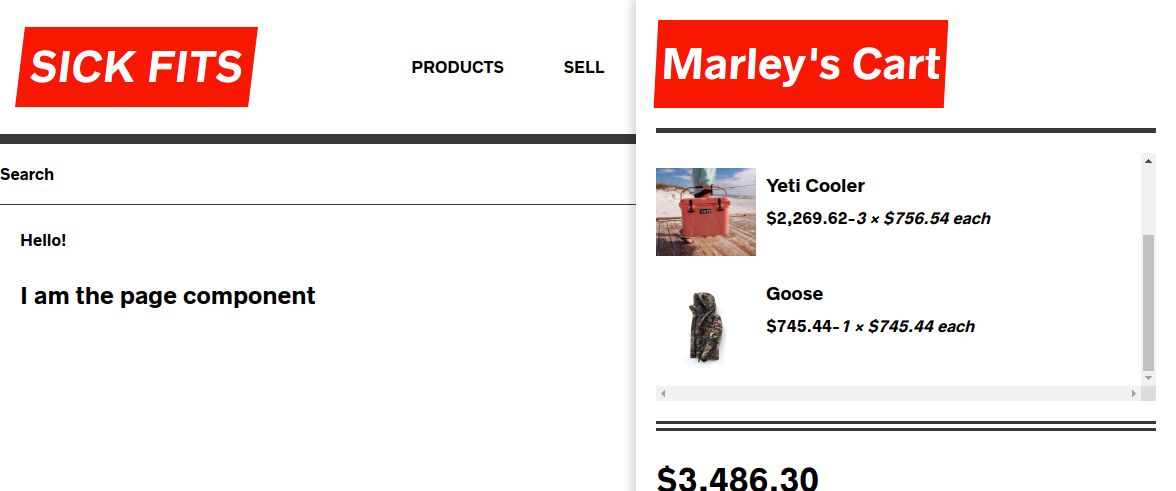 SICK FITS
PRODUCTS
SELL
Search
Hello!
I am the page component
Marley's Cart
Yeti Cooler
$2,269.62-3 × $756.54 each
Goose
$745.44-1 × $745.44 each
$3,486.30